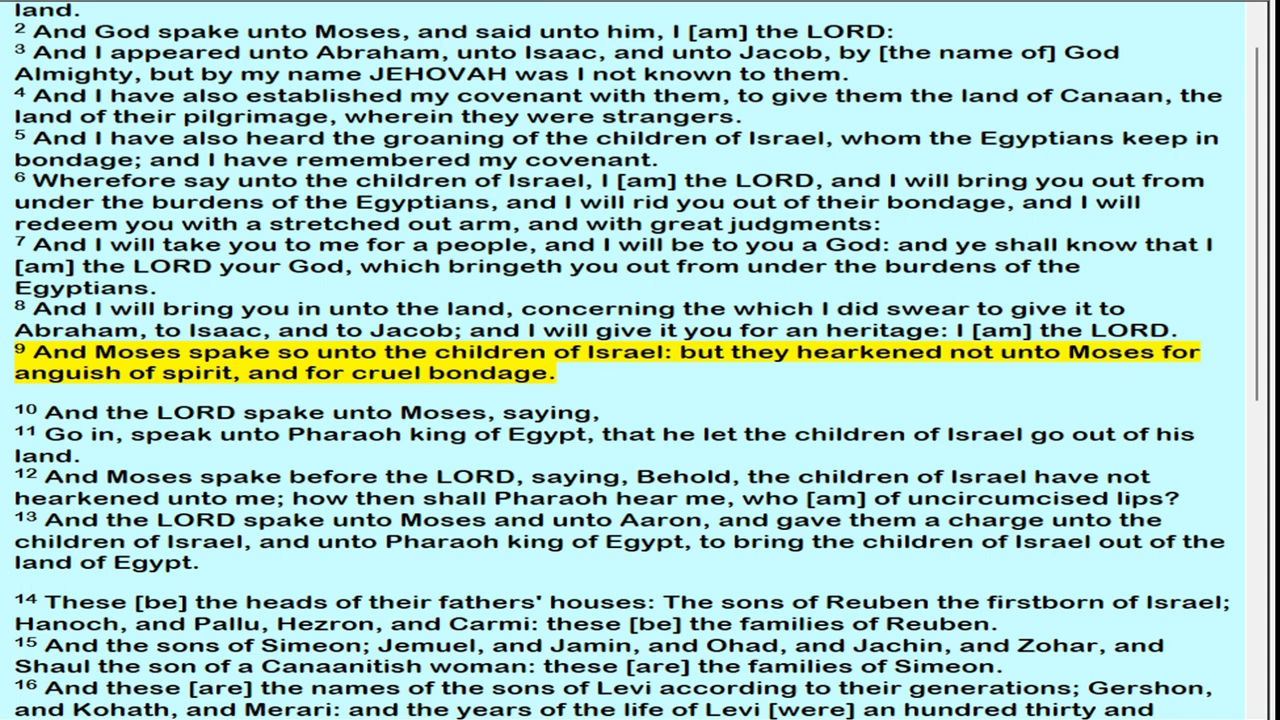 land.
2 And God spake unto Moses, and said unto him, I [am] the LORD:
3 And I appeared unto Abraham, unto Isaac, and unto Jacob, by [the name of] God
Almighty, but by my name JEHOVAH was I not known to them.
4 And I have also established my covenant with them, to give them the land of Canaan, the
land of their pilgrimage, wherein they were strangers.
5 And I have also heard the groaning of the children of Israel, whom the Egyptians keep in
bondage; and I have remembered my covenant.
6 Wherefore say unto the children of Israel, I [am] the LORD, and I will bring you out from
under the burdens of the Egyptians, and I will rid you out of their bondage, and I will
redeem you with a stretched out arm, and with great judgments:
7 And I will take you to me for a people, and I will be to you a God: and ye shall know that I
[am] the LORD your God, which bringeth you out from under the burdens of the
Egyptians.
8 And I will bring you in unto the land, concerning the which I did swear to give it to
Abraham, to Isaac, and to Jacob; and I will give it you for an heritage: I [am] the LORD.
9 And Moses spake so unto the children of Israel: but they hearkened not unto Moses for
anguish of spirit, and for cruel bondage.
10 And the LORD spake unto Moses, saying,
11 Go in, speak unto Pharaoh king of Egypt, that he let the children of Israel go out of his
land.
12 And Moses spake before the LORD, saying, Behold, the children of Israel have not
hearkened unto me; how then shall Pharaoh hear me, who [am] of uncircumcised lips?
13 And the LORD spake unto Moses and unto Aaron, and gave them a charge unto the
children of Israel, and unto Pharaoh king of Egypt, to bring the children of Israel out of the
land of Egypt.
14 These [be] the heads of their fathers' houses: The sons of Reuben the firstborn of Israel;
Hanoch, and Pallu, Hezron, and Carmi: these [be] the families of Reuben.
15 And the sons of Simeon; Jemuel, and Jamin, and Ohad, and Jachin, and Zohar, and
Shaul the son of a Canaanitish woman: these [are] the families of Simeon.
16 And these [are] the names of the sons of Levi according to their generations; Gershon,
and Kohath, and Merari: and the years of the life of Levi [were] an hundred thirty and